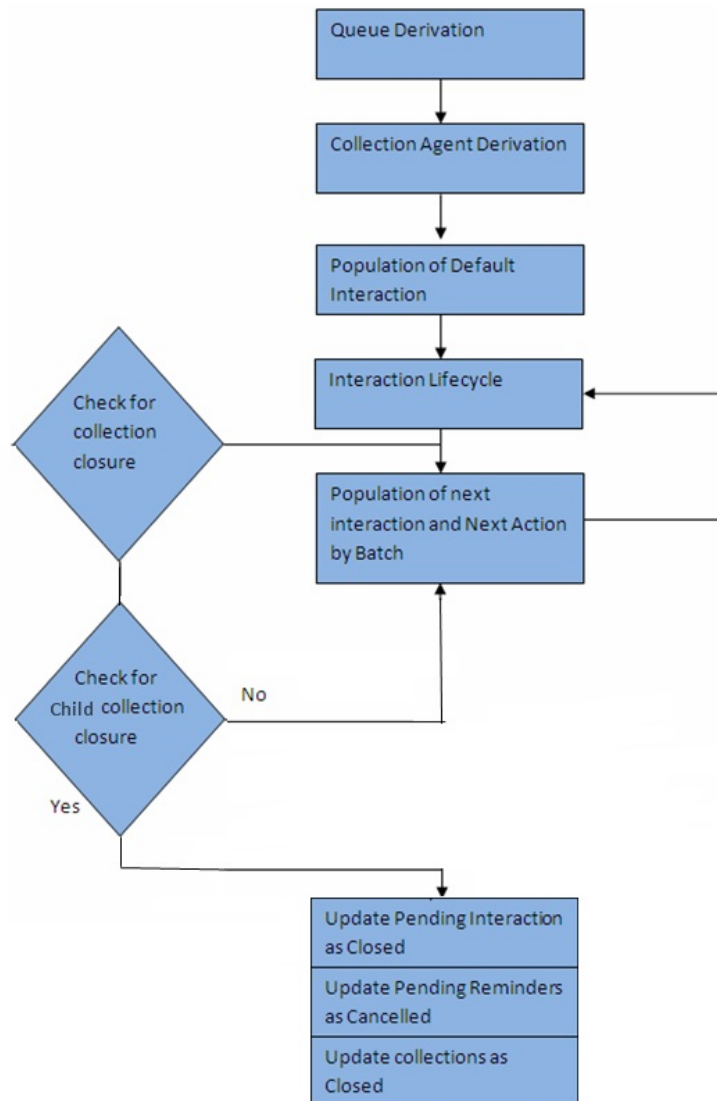 Queue Derivation
Collection Agent Derivation
Population of Default
Interaction
Interaction Lifecycle
Check for
collection
closure
Population of next
interaction and Next Action
by Batch
Check for
Child collection
closure
No
Yes
Update Pending Interaction
as Closed
Update Pending Reminders
as Cancelled
Update collections as
Closed